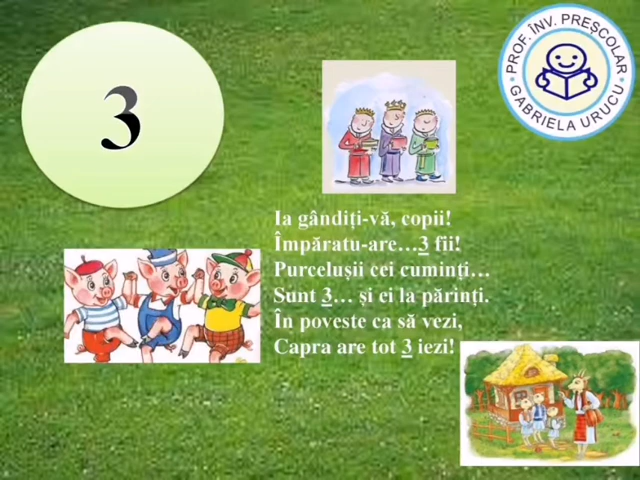 3
PROF. ÎNV. PREȘCOLAR
GABRIELA URUCU
Ia gândiți-vă, copii!
Împăratu-are…3 fii!
Purcelușii cei cuminți…
Sunt 3… și ei la părinți.
În poveste ca să vezi,
Capra are tot 3 iezi!